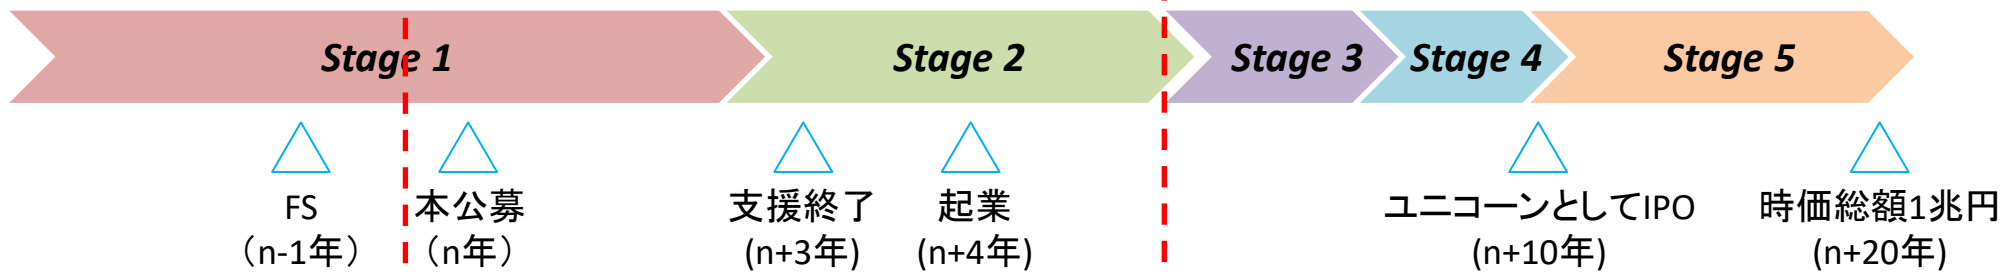 Stage 1
Stage 2
Stage 3
Stage 4
Stage 5
FS
（n-1年）
本公募
（n年）
支援終了
(n+3年)
起業
(n+4年)
ユニコーンとしてIPO
(n+10年)
時価総額1兆円
(n+20年)